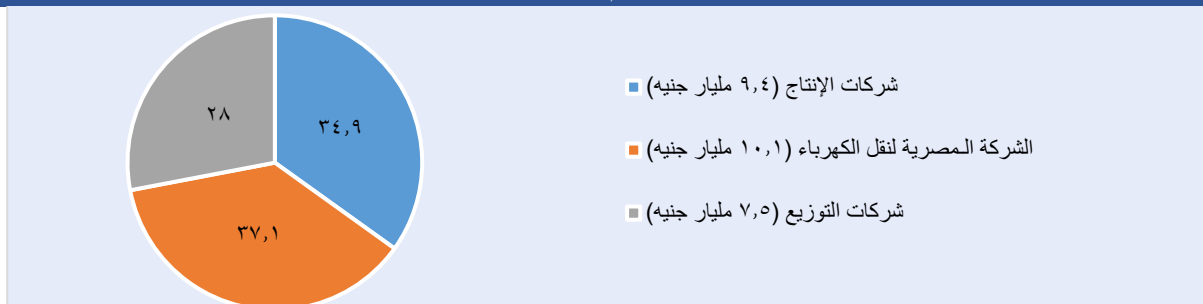 شركات الإنتاج (٩,٤ مليار جنيه)
الشركة المصرية لنقل الكهرباء (١٠,١ مليار جنيه)
شركات التوزيع (٧,٥ مليار جنيه)
٣٤,٩
٢٨
٣٧,١